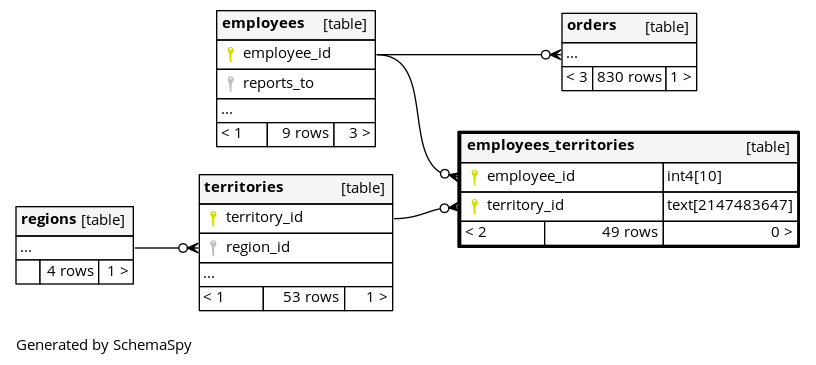 employees [table]
employee_id
reports_to
...
< 1 9 rows 3 >
orders [table]
...
< 3 830 rows 1 >
employees_territories [table]
employee_id int4[10]
territory_id text[2147483647]
< 2 49 rows 0 >
territories [table]
territory_id
region_id
...
< 1 53 rows 1 >
regions [table]
...
4 rows 1 >
Generated by SchemaSpy